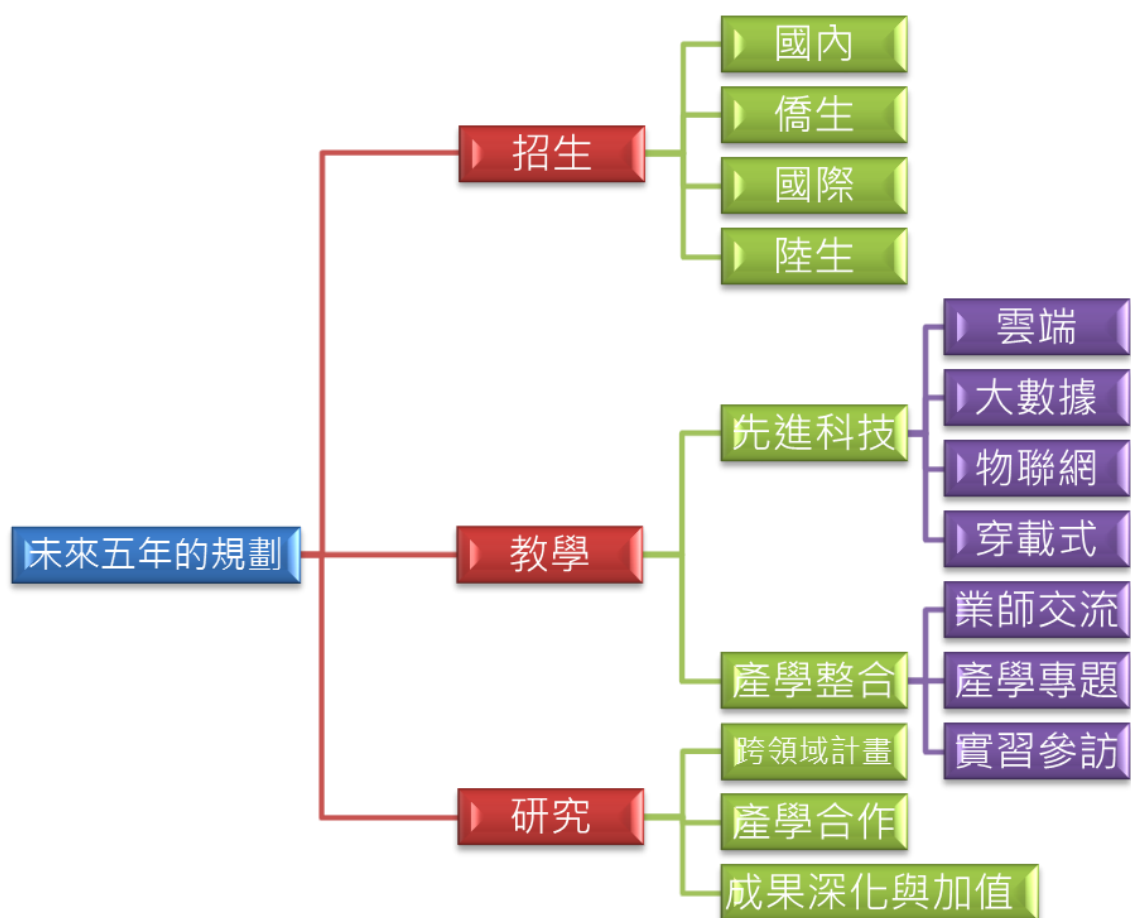 未來五年的規劃
招生
國內
僑生
國際
陸生
教學
先進科技
雲端
大數據
物聯網
穿載式
產學整合
業師交流
產學專題
實習參訪
研究
跨領域計畫
產學合作
成果深化與加值